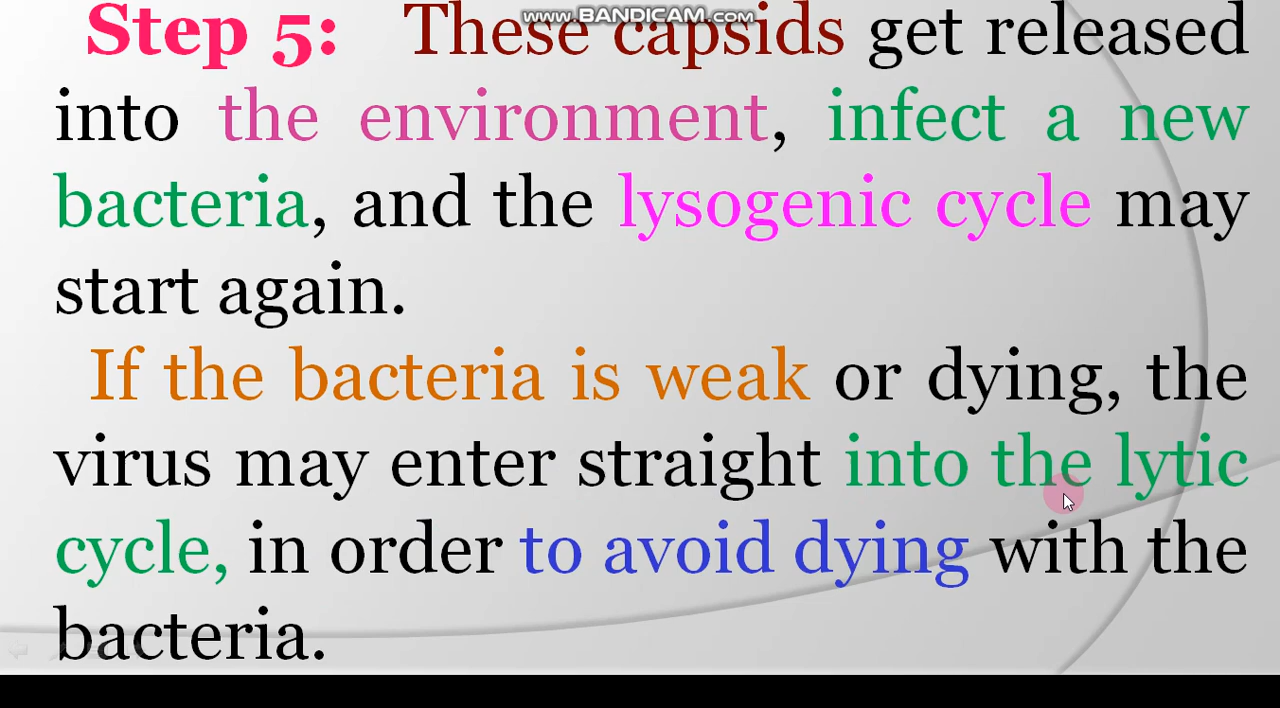 www.BANDICAM.com
Step 5: These capsids get released
into the environment, infect a new
bacteria, and the lysogenic cycle may
start again.
If the bacteria is weak or dying, the
virus may enter straight into the lytic
cycle, in order to avoid dying with the
bacteria.